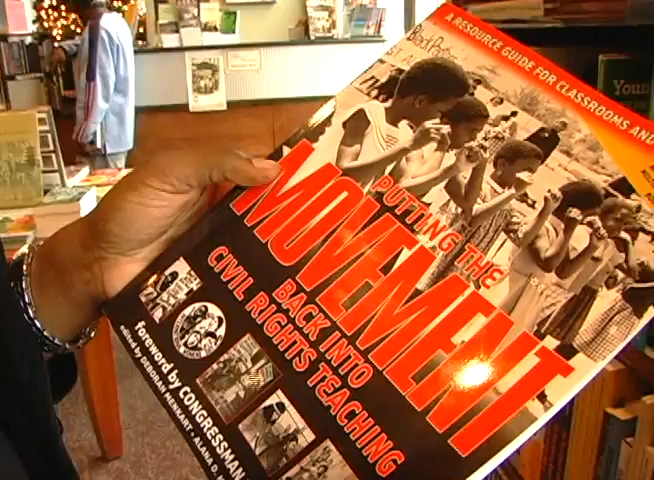 A RESOURCE GUIDE FOR CLASSROOMS AND
PUTTING THE
MOVEMENT
BACK INTO
CIVIL RIGHTS TEACHING
foreword by CONGRESSMAN
edited by DEBORAH MENKART • ALANA D.